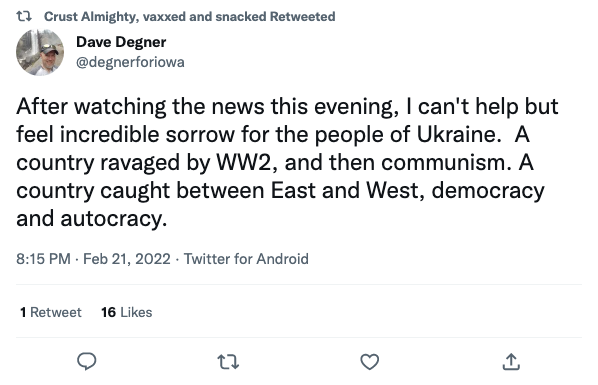 Crust Almighty, vaxxed and snacked Retweeted
Dave Degner
@degnerforiowa
After watching the news this evening, I can't help but
feel incredible sorrow for the people of Ukraine.  A
country ravaged by WW2, and then communism. A
country caught between East and West, democracy
and autocracy.
8:15 PM · Feb 21, 2022 · Twitter for Android
1 Retweet 16 Likes